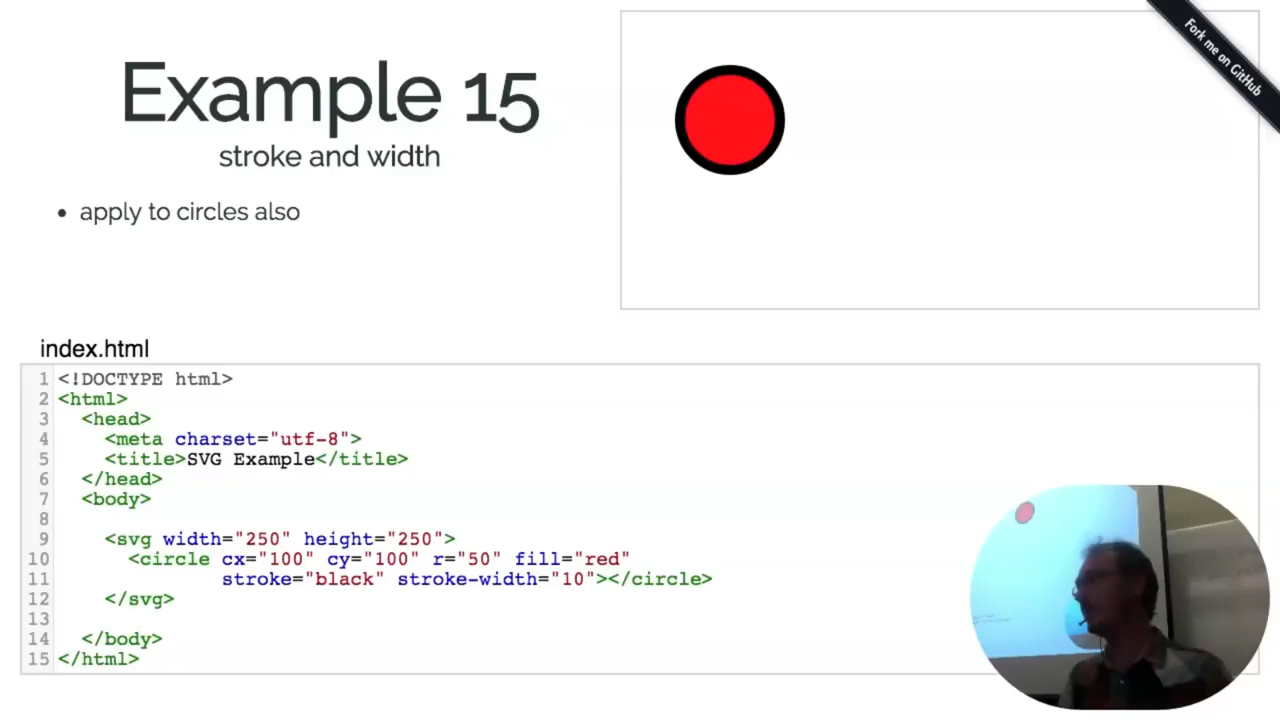 Example 15
stroke and width
• apply to circles also
Fork me on GitHub
index.html
1 <!DOCTYPE html>
2 <html>
3   <head>
4     <meta charset="utf-8">
5     <title>SVG Example</title>
6   </head>
7   <body>
8
9     <svg width="250" height="250">
10       <circle cx="100" cy="100" r="50" fill="red"
11               stroke="black" stroke-width="10"></circle>
12     </svg>
13
14   </body>
15 </html>